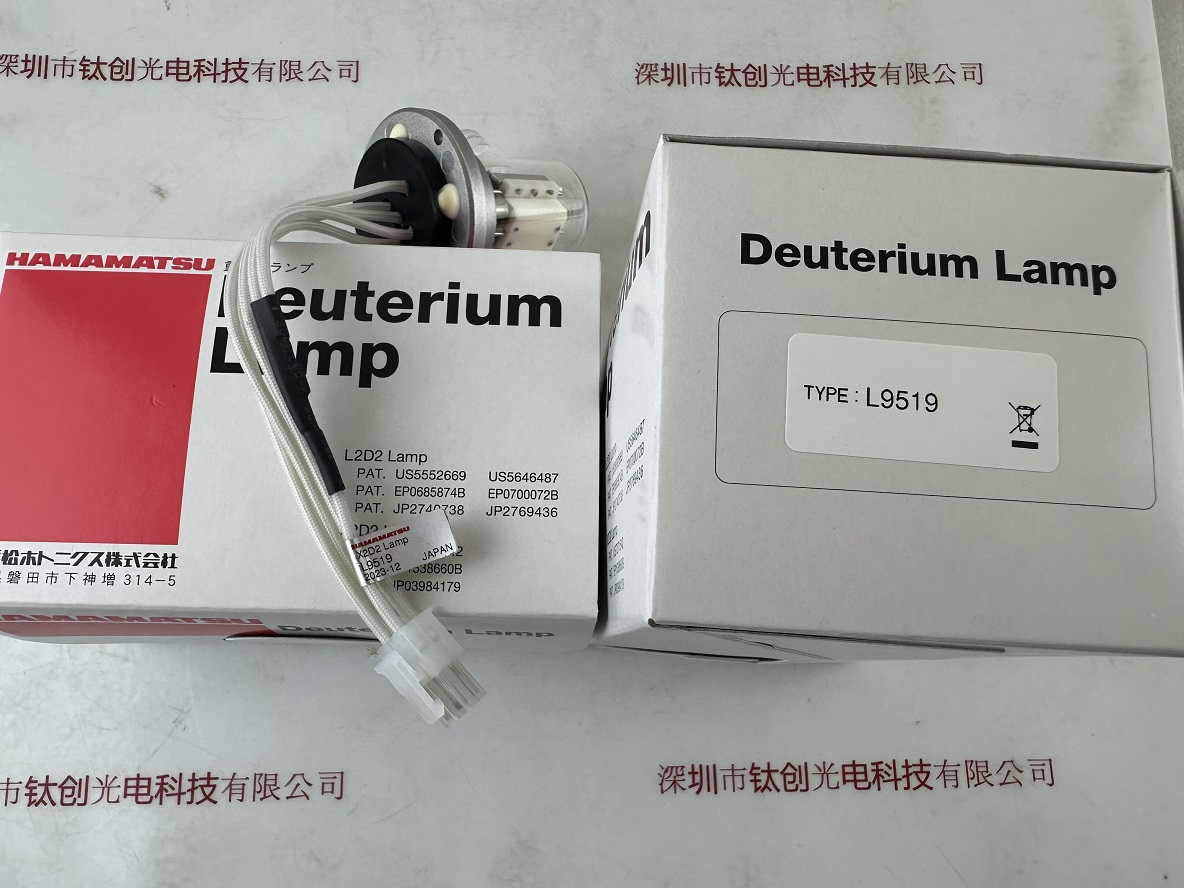 深圳市钛创光电科技有限公司
深圳市钛创光电科技有限公司
HAMAMATSU
ランプ
Deuterium
Lamp
L2D2 Lamp
PAT. US5552669 US5646487
PAT. EP0685874B EP0700072B
PAT. JP2740738 JP2769436
JP03984179
松ホトニクス株式会社
磐田市下神増 314-5
HAMAMATSU
X2D2 Lamp
L9519 JAPAN
2023-12
HAMAMATSU Deuterium Lamp
Deuterium Lamp
TYPE : L9519
市钛创光电科技有限公司
深圳市钛创光电科技有限公司